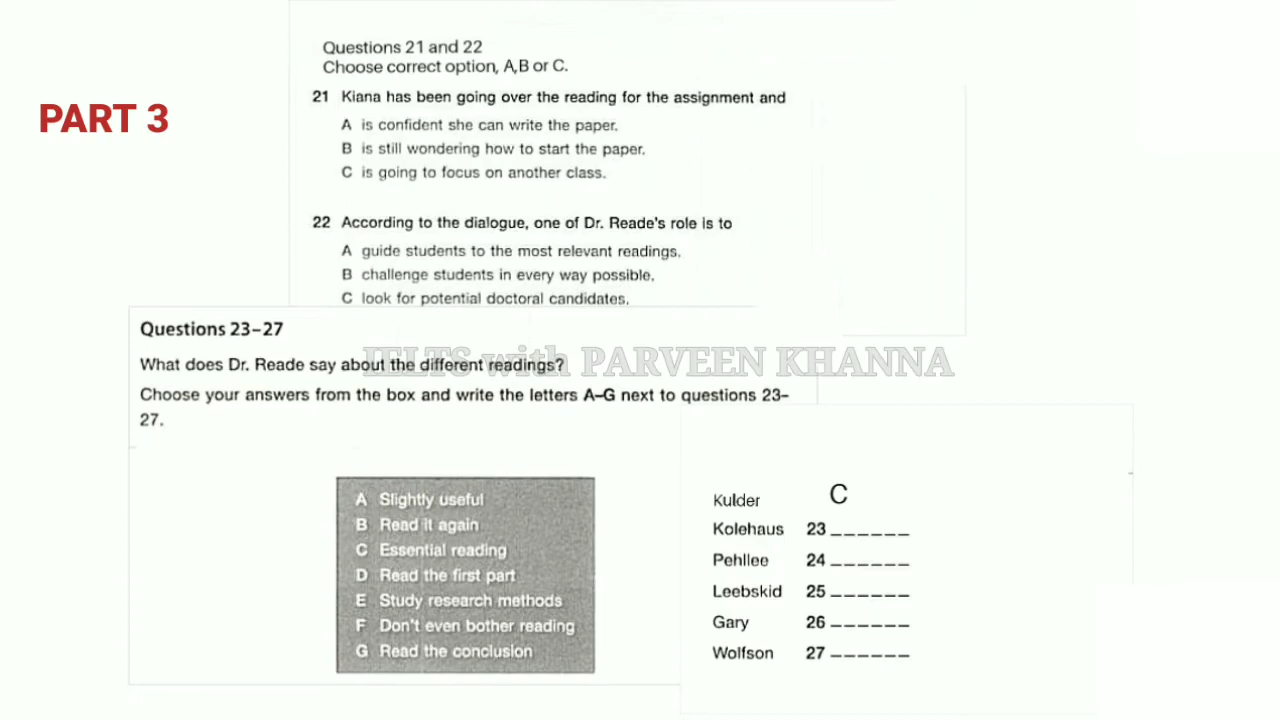 PART 3
Questions 21 and 22
Choose correct option, A,B or C.
21 Kiana has been going over the reading for the assignment and
A is confident she can write the paper.
B is still wondering how to start the paper.
C is going to focus on another class.
22 According to the dialogue, one of Dr. Reade's role is to
A guide students to the most relevant readings.
B challenge students in every way possible.
C look for potential doctoral candidates.
Questions 23–27
IELTS with PARVEEN KHANNA
What does Dr. Reade say about the different readings?
Choose your answers from the box and write the letters A–G next to questions 23–
27.
A Slightly useful
B Read it again
C Essential reading
D Read the first part
E Study research methods
F Don't even bother reading
G Read the conclusion
Kulder C
Kolehaus 23 ______
Pehllee 24 ______
Leebskid 25 ______
Gary 26 ______
Wolfson 27 ______